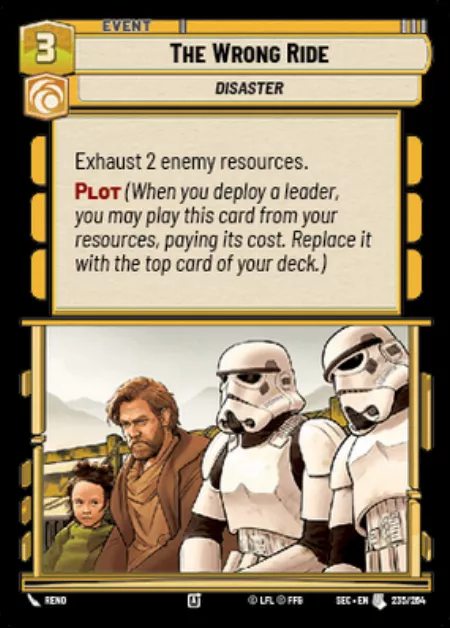 EVENT
3
THE WRONG RIDE
DISASTER
Exhaust 2 enemy resources.
PLOT (When you deploy a leader,
you may play this card from your
resources, paying its cost. Replace it
with the top card of your deck.)
RENO
A
© LFL © FFG
SEC • EN
235/264